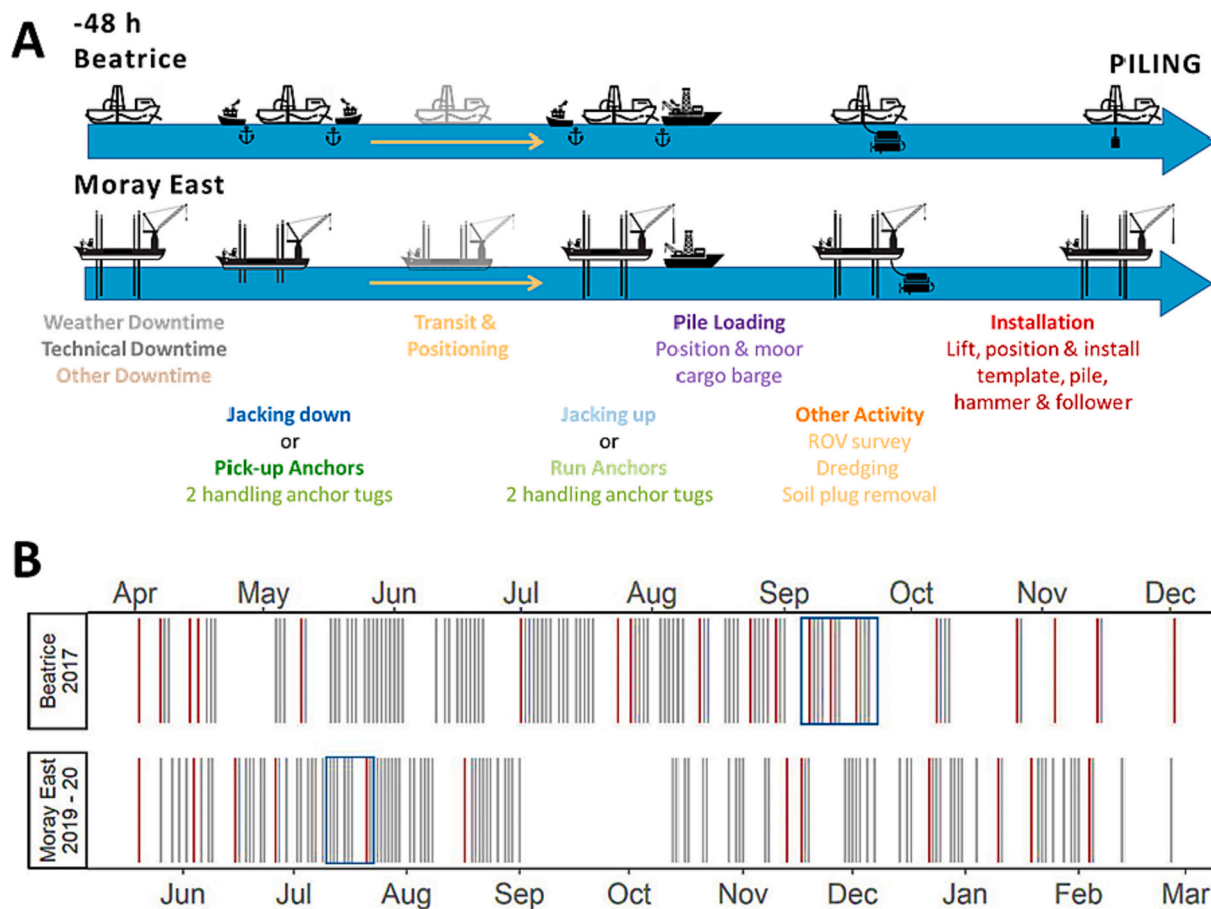 A
-48 h
Beatrice
PILING
Moray East
Weather Downtime
Technical Downtime
Other Downtime
Transit &
Positioning
Pile Loading
Position & moor
cargo barge
Installation
Lift, position & install
template, pile,
hammer & follower
Jacking down
or
Pick-up Anchors
2 handling anchor tugs
Jacking up
or
Run Anchors
2 handling anchor tugs
Other Activity
ROV survey
Dredging
Soil plug removal
B
Apr May Jun Jul Aug Sep Oct Nov Dec
Beatrice
2017
Moray East
2019 - 20
Jun Jul Aug Sep Oct Nov Dec Jan Feb Mar